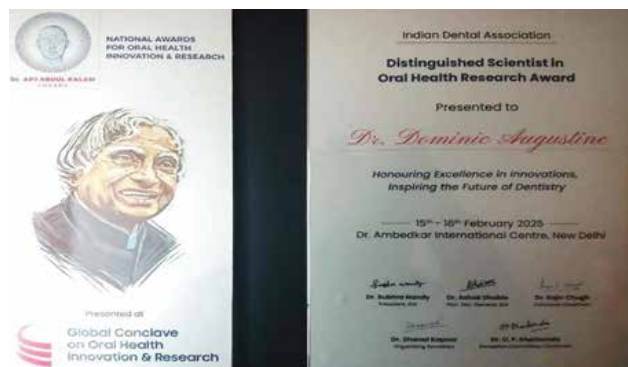 NATIONAL AWARDS
FOR ORAL HEALTH
INNOVATION & RESEARCH
Dr. APJ ABDUL KALAM
AWARDS
Presented at
Global Conclave
on Oral Health
Innovation & Research
Indian Dental Association
Distinguished Scientist in
Oral Health Research Award
Presented to
Dr. Dominic Augustine
Honouring Excellence in Innovations,
Inspiring the Future of Dentistry
15th - 16th February 2025
Dr. Ambedkar International Centre, New Delhi
Dr. Ashok Dhoble
Dr. Rajiv Chugh